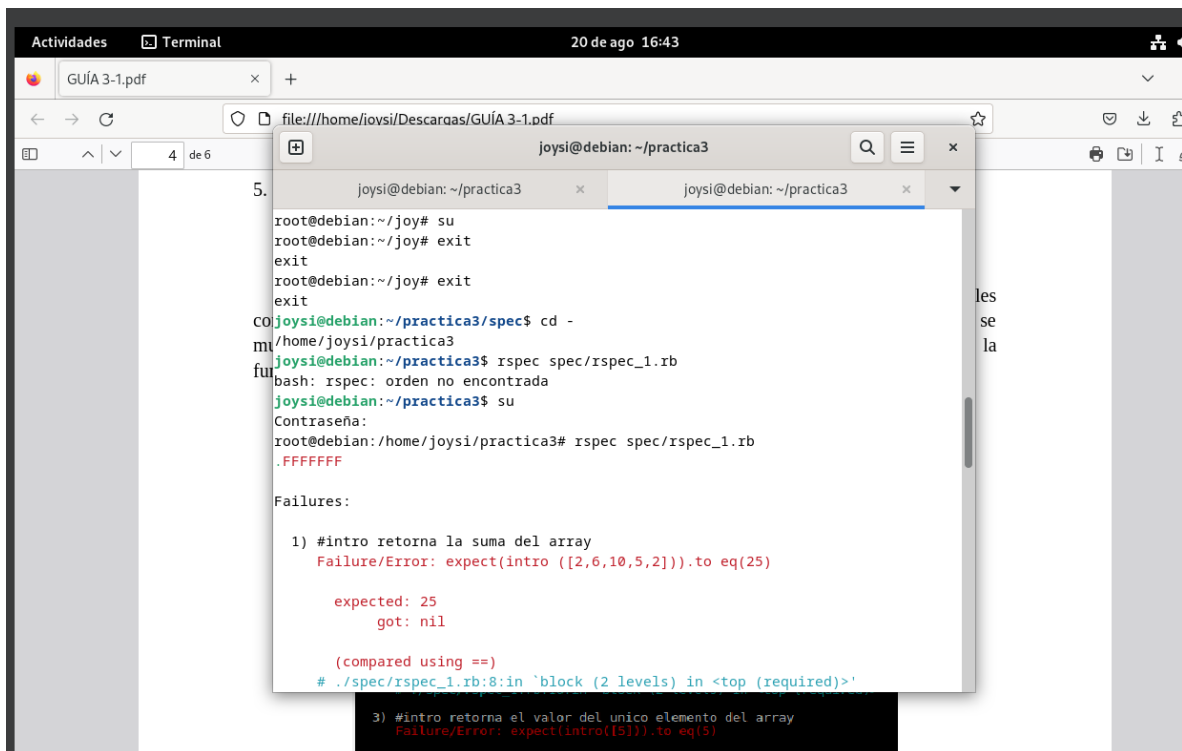 Actividades Terminal 20 de ago 16:43
GUÍA 3-1.pdf × +
file:///home/joysi/Descargas/GUÍA 3-1.pdf
4 de 6
joysi@debian: ~/practica3
joysi@debian: ~/practica3 × joysi@debian: ~/practica3 ×
5.
root@debian:~/joy# su
root@debian:~/joy# exit
exit
root@debian:~/joy# exit
exit
les
joysi@debian:~/practica3/spec$ cd -
se
/home/joysi/practica3
la
joysi@debian:~/practica3$ rspec spec/rspec_1.rb
bash: rspec: orden no encontrada
joysi@debian:~/practica3$ su
Contraseña:
root@debian:/home/joysi/practica3# rspec spec/rspec_1.rb
.FFFFFFF
Failures:
1) #intro retorna la suma del array
Failure/Error: expect(intro ([2,6,10,5,2])).to eq(25)
expected: 25
got: nil
(compared using ==)
# ./spec/rspec_1.rb:8:in `block (2 levels) in <top (required)>'
3) #intro retorna el valor del unico elemento del array
Failure/Error: expect(intro([5])).to eq(5)